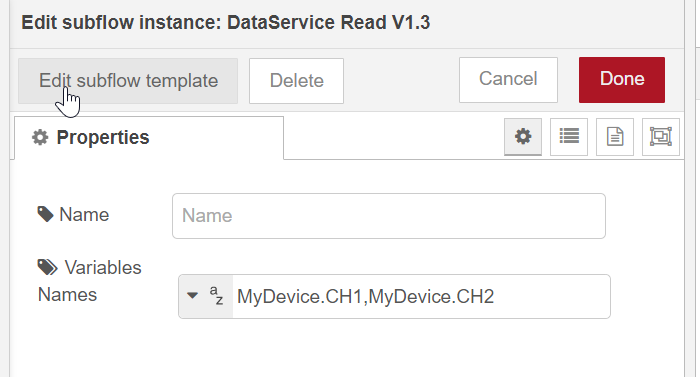 Edit subflow instance: DataService Read V1.3
Edit subflow template Delete Cancel Done
Properties
Name Name
Variables
Names
a
z
MyDevice.CH1,MyDevice.CH2